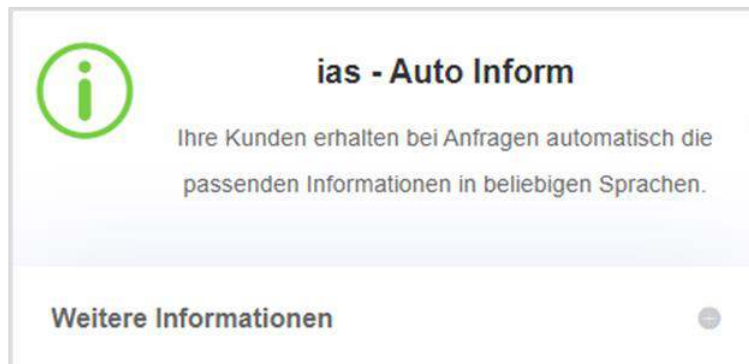 ias - Auto Inform
Ihre Kunden erhalten bei Anfragen automatisch die
passenden Informationen in beliebigen Sprachen.
Weitere Informationen